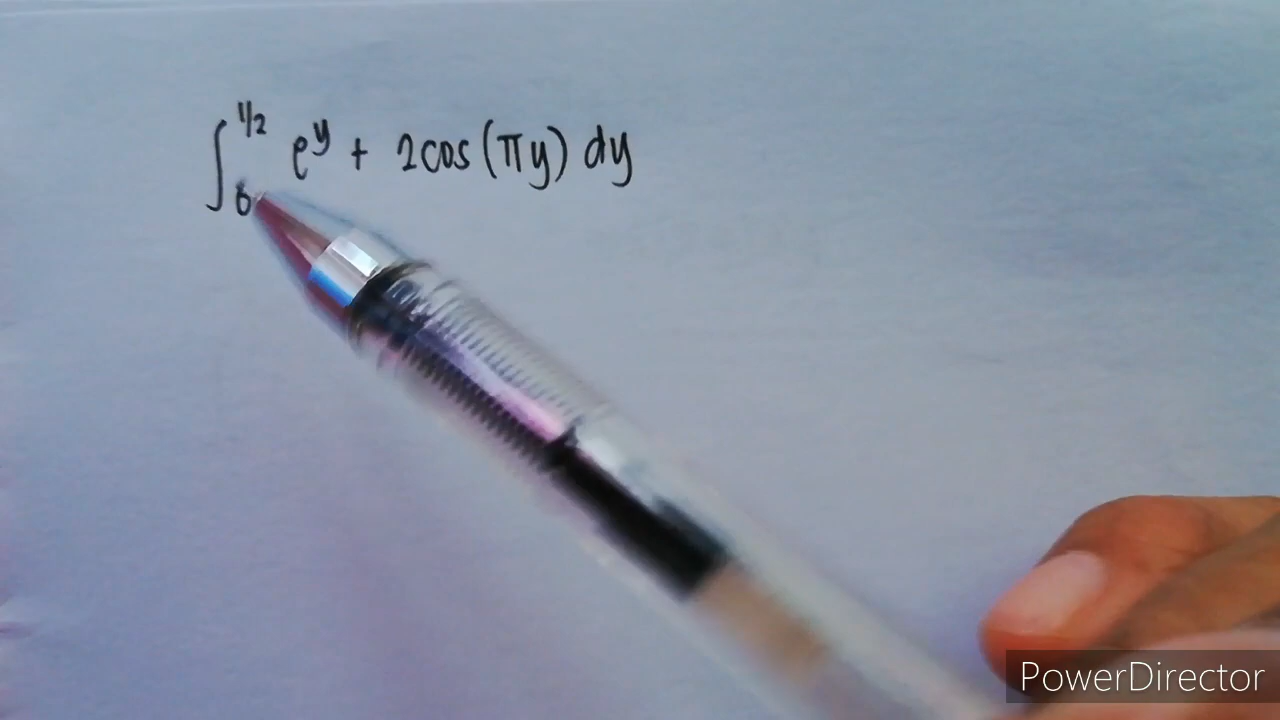 ∫₀^{1/2} e^y + 2cos(πy) dy
PowerDirector